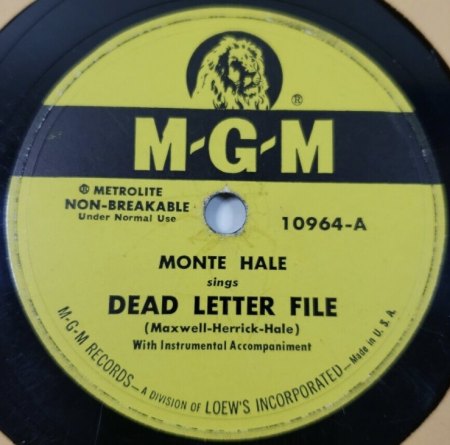 ®
M-G-M
Ⓜ METROLITE
NON-BREAKABLE
Under Normal Use
10964-A
MONTE HALE
sings
DEAD LETTER FILE
(Maxwell-Herrick-Hale)
With Instrumental Accompaniment
M-G-M RECORDS—A DIVISION OF LOEW'S INCORPORATED—Made in U.S.A.